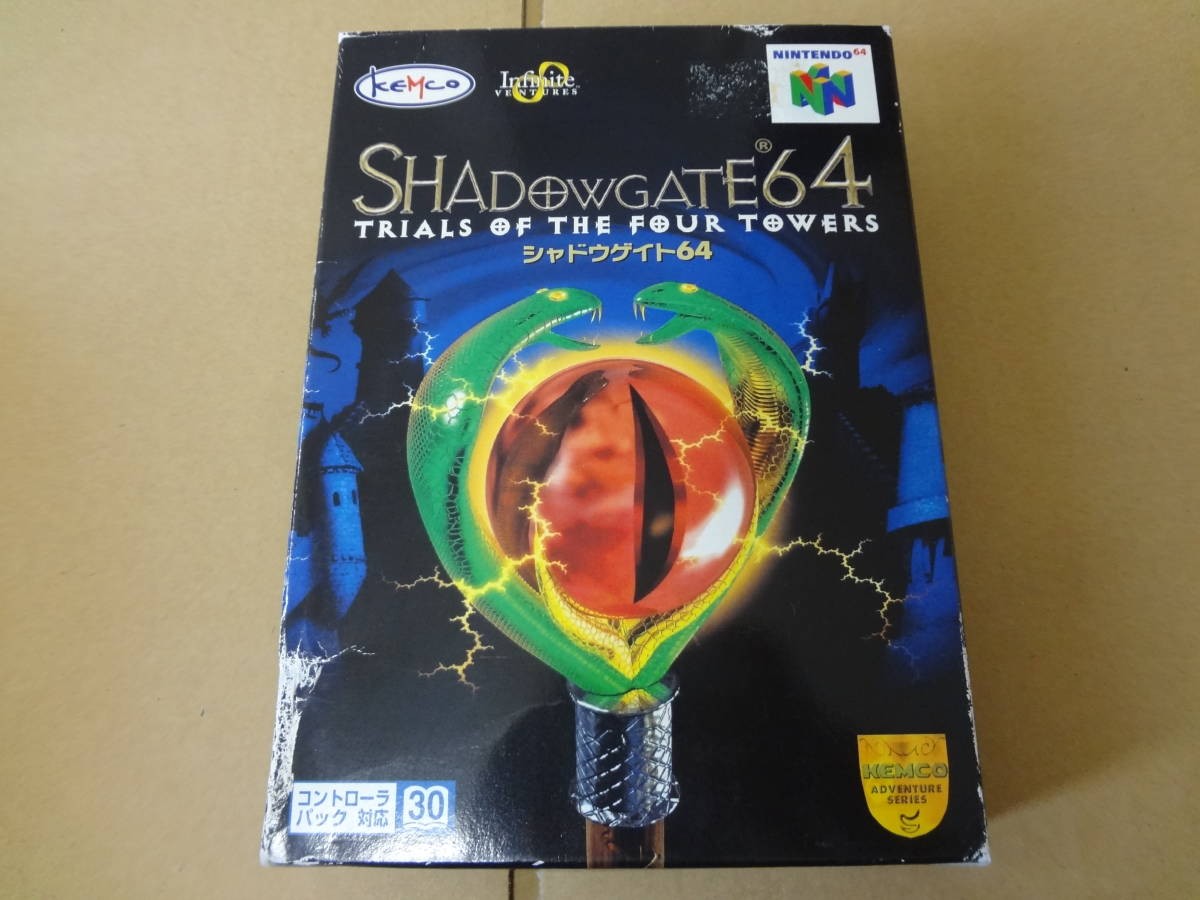 KEMCO
Infinite
VENTURES
NINTENDO 64
SHADOWGATE® 64
TRIALS OF THE FOUR TOWERS
シャドウゲイト64
コントローラ
パック 対応
30
KEMCO
ADVENTURE
SERIES